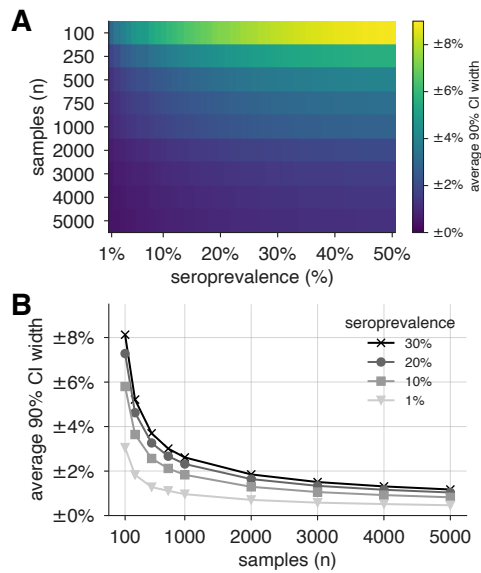 A
100
250
500
750
1000
2000
3000
4000
5000
samples (n)
1% 10% 20% 30% 40% 50%
seroprevalence (%)
±8%
±6%
±4%
±2%
±0%
average 90% CI width
B
±8%
±6%
±4%
±2%
±0%
average 90% CI width
seroprevalence
30%
20%
10%
1%
100 1000 2000 3000 4000 5000
samples (n)